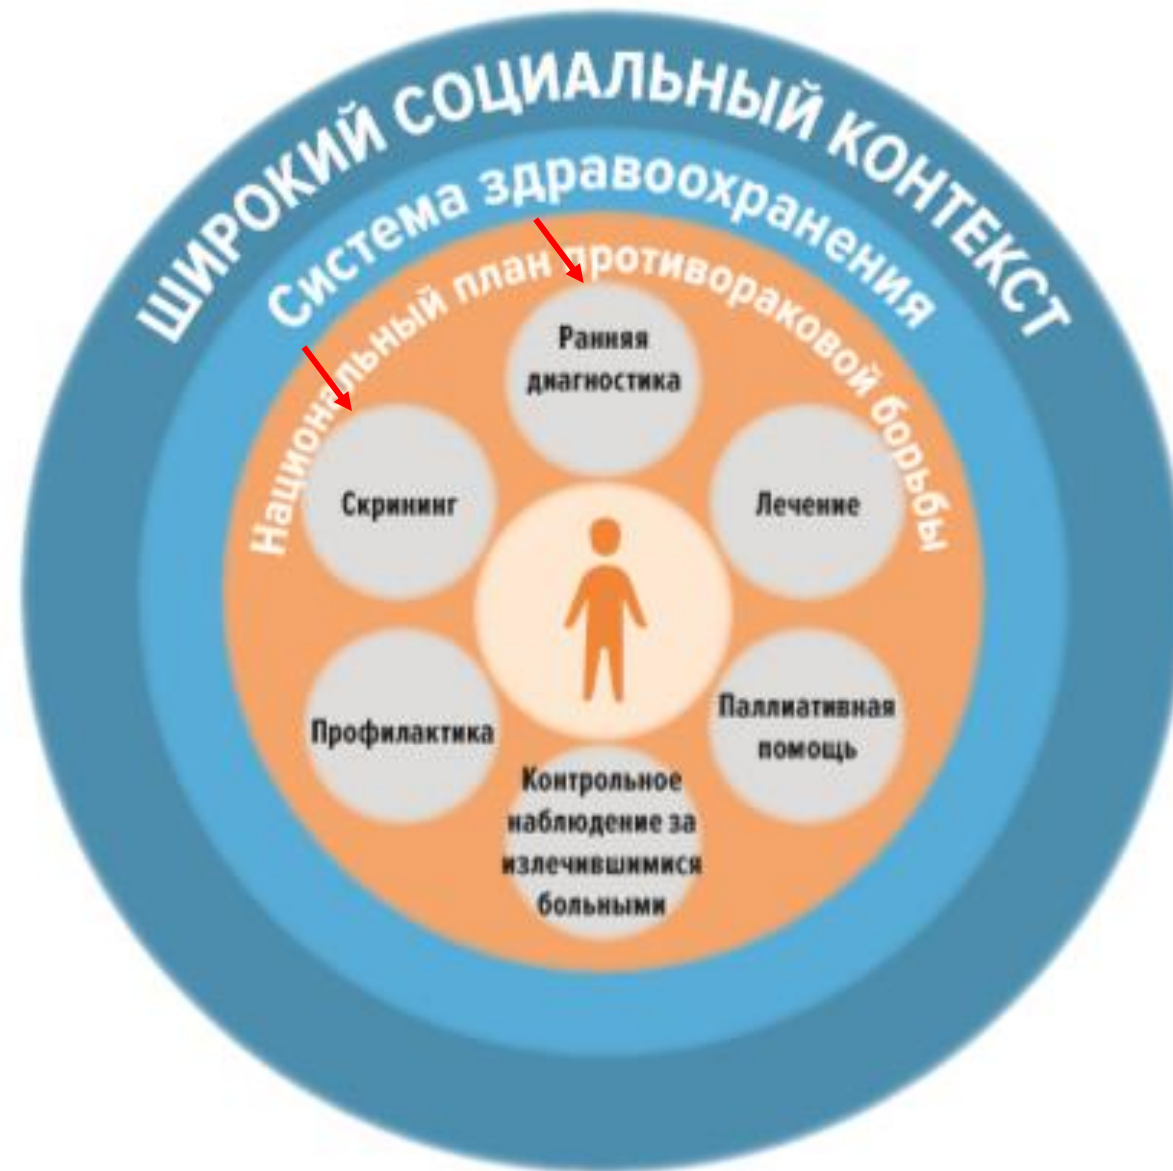 ШИРОКИЙ СОЦИАЛЬНЫЙ КОНТЕКСТ
Система здравоохранения
Национальный план противораковой борьбы
Ранняя
диагностика
Скрининг
Лечение
Профилактика
Паллиативная
помощь
Контрольное
наблюдение за
излечившимися
больными